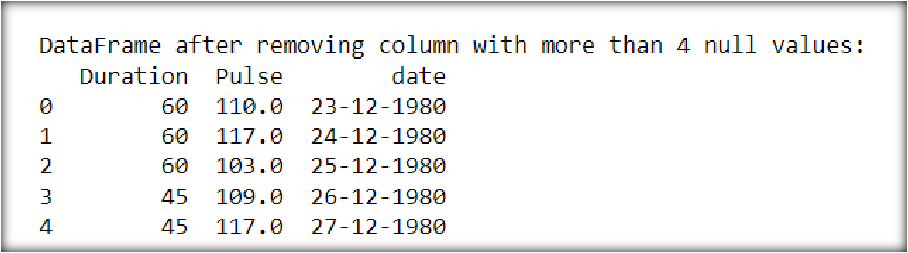 DataFrame after removing column with more than 4 null values:
Duration Pulse date
0 60 110.0 23-12-1980
1 60 117.0 24-12-1980
2 60 103.0 25-12-1980
3 45 109.0 26-12-1980
4 45 117.0 27-12-1980